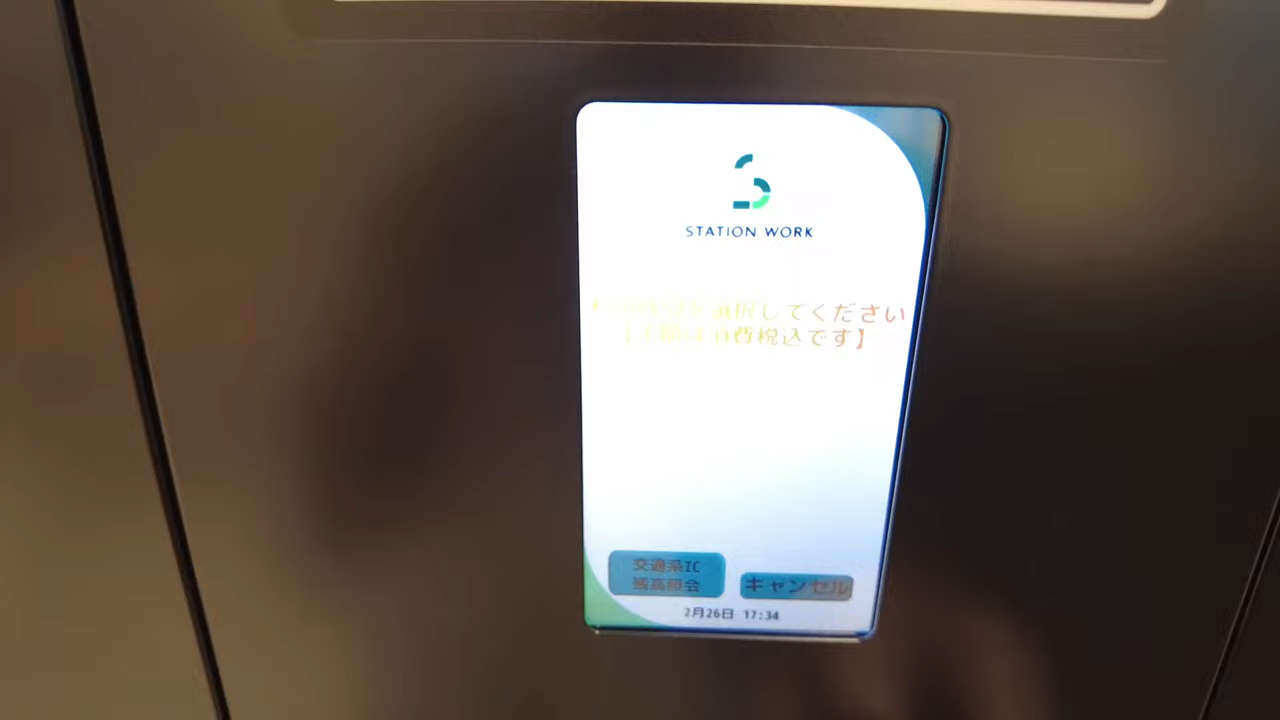 STATION WORK
選択してください
消費税込です】
交通系IC
残高照会
キャンセル
2月26日 17:34